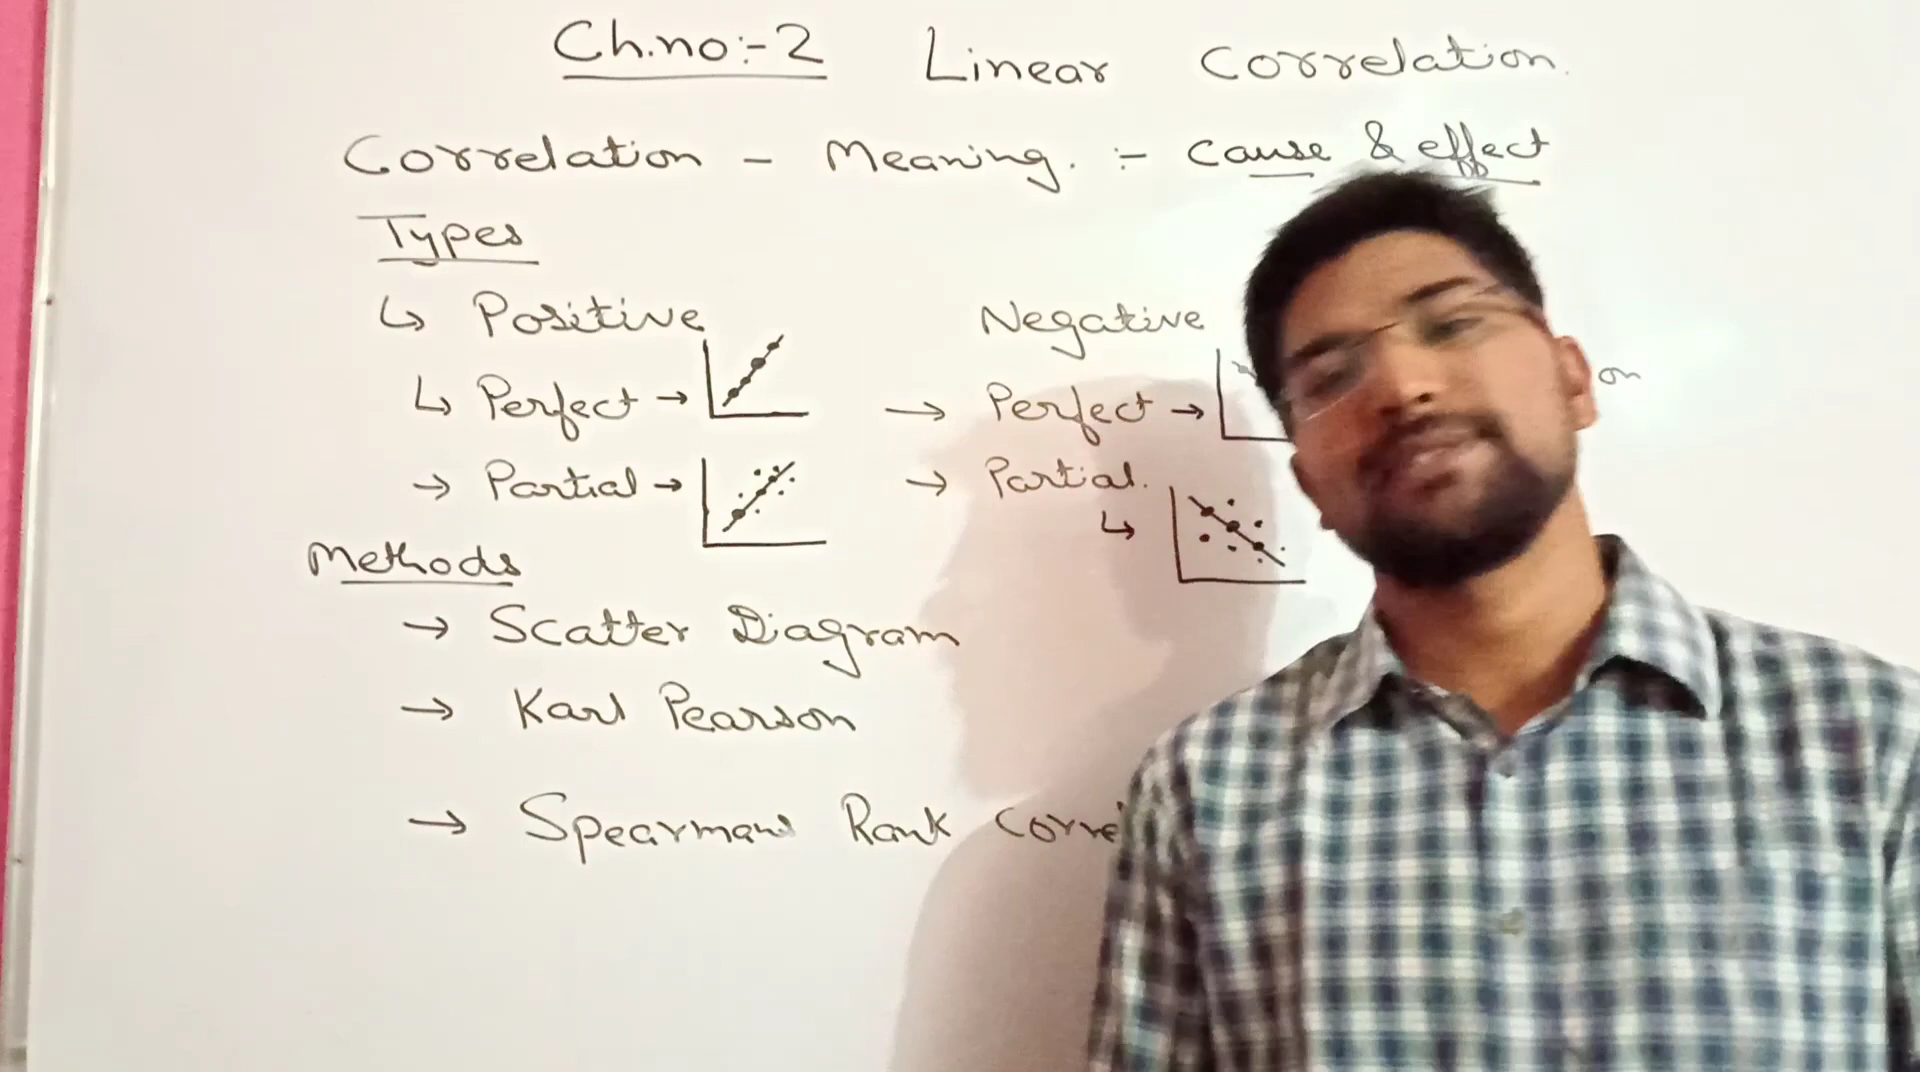 Ch.no:-2 Linear Correlation.
Correlation - Meaning. :- Cause & effect
Types
↳ Positive Negative
↳ Perfect → → Perfect →
→ Partial → → Partial.
↳
Methods
→ Scatter Diagram
→ Karl Pearson
→ Spearmans Rank